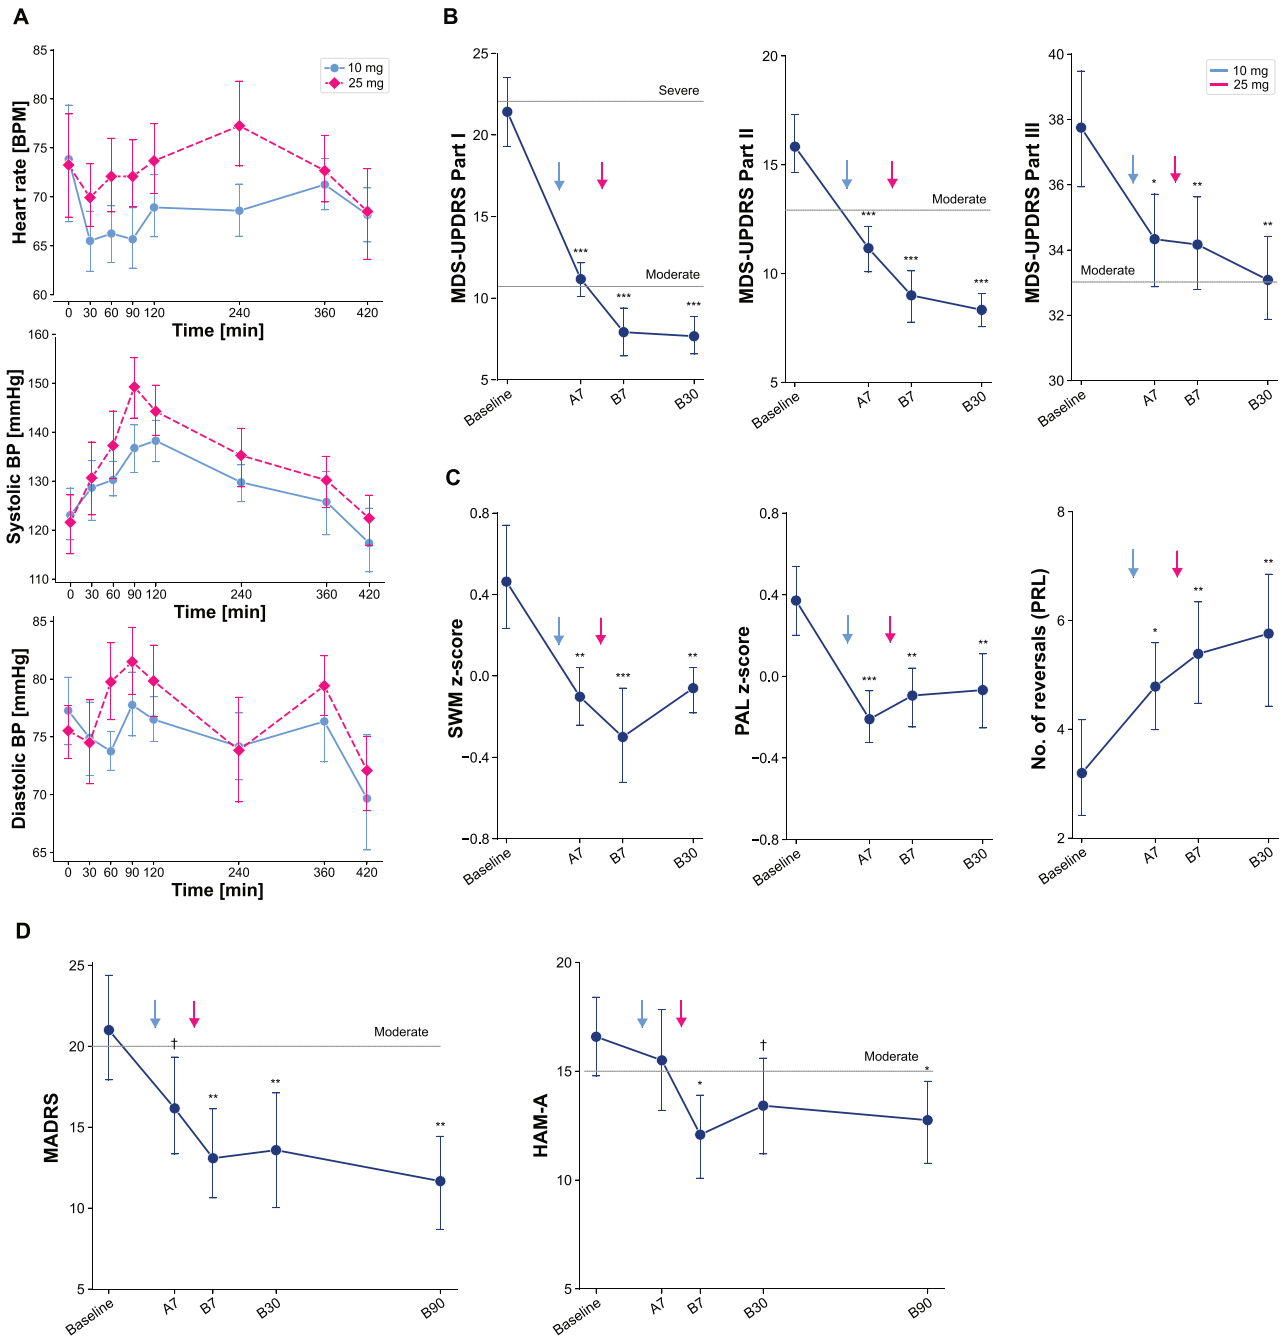 A
85
80
75
70
65
60
Heart rate [BPM]
10 mg
25 mg
0 30 60 90 120 240 360 420
Time [min]
160
150
140
130
120
110
Systolic BP [mmHg]
0 30 60 90 120 240 360 420
Time [min]
85
80
75
70
65
Diastolic BP [mmHg]
0 30 60 90 120 240 360 420
Time [min]
B
25
20
15
10
5
MDS-UPDRS Part I
Severe
Moderate
***
***
***
Baseline A7 B7 B30
20
15
10
5
MDS-UPDRS Part II
Moderate
***
***
***
Baseline A7 B7 B30
40
38
36
34
32
30
MDS-UPDRS Part III
10 mg
25 mg
Moderate
*
**
**
Baseline A7 B7 B30
C
0.8
0.4
0.0
−0.4
−0.8
SWM z-score
**
***
**
Baseline A7 B7 B30
0.8
0.4
0.0
−0.4
−0.8
PAL z-score
***
**
**
Baseline A7 B7 B30
8
6
4
2
No. of reversals (PRL)
*
**
**
Baseline A7 B7 B30
D
25
20
15
10
5
MADRS
Moderate
†
**
**
**
Baseline A7 B7 B30 B90
20
15
10
5
HAM-A
Moderate
*
†
*
Baseline A7 B7 B30 B90